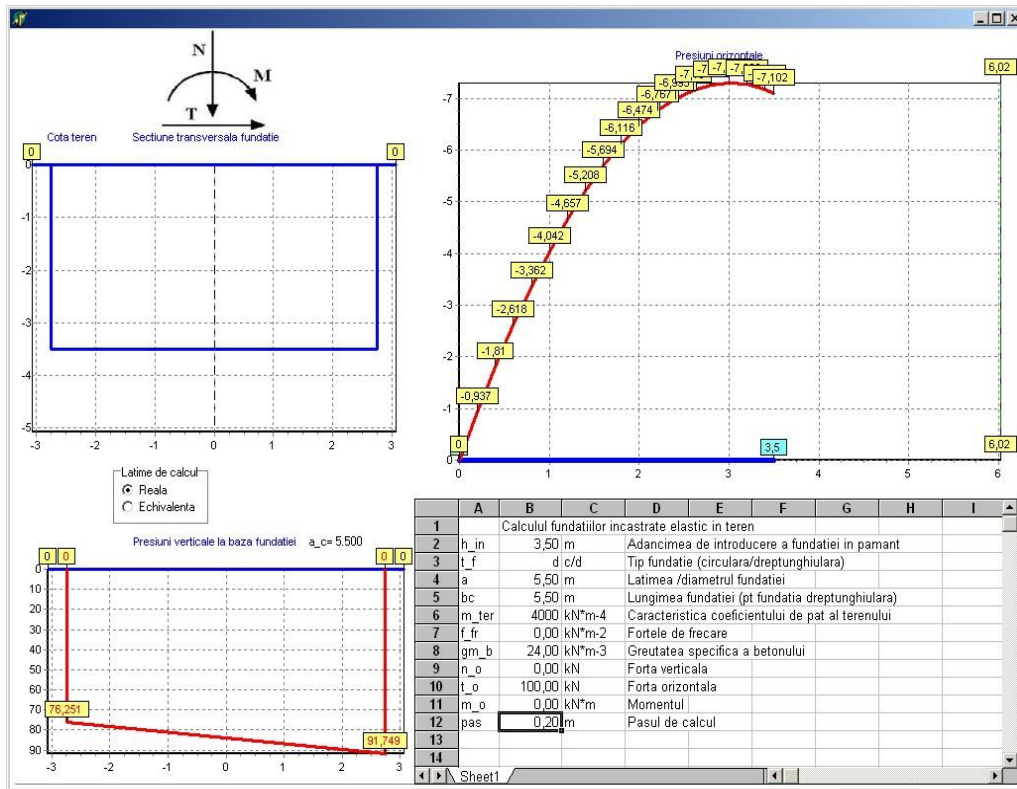 N
M
T
Cota teren
Sectiune transversala fundatie
0
0
0
-1
-2
-3
-4
-5
-3
-2
-1
0
1
2
3
Latime de calcul
Reala
Echivalenta
Presiuni verticale la baza fundatiei a_c= 5.500
0 0
0 0
0
10
20
30
40
50
60
70
80
90
76,251
91,749
-3
-2
-1
0
1
2
3
Presiuni orizontale
-7,102
-6,767
-6,474
-6,116
-5,694
-5,208
-4,657
-4,042
-3,362
-2,618
-1,81
-0,937
0
3,5
6,02
6,02
-7
-6
-5
-4
-3
-2
-1
0
0
1
2
3
4
5
6
A B C D E F G H I
1 Calculul fundatiilor incastrate elastic in teren
2 h_in 3,50 m Adancimea de introducere a fundatiei in pamant
3 t_f d c/d Tip fundatie (circulara/dreptunghiulara)
4 a 5,50 m Latimea /diametrul fundatiei
5 bc 5,50 m Lungimea fundatiei (pt fundatia dreptunghiulara)
6 m_ter 4000 kN*m-4 Caracteristica coeficientului de pat al terenului
7 f_fr 0,00 kN*m-2 Fortele de frecare
8 gm_b 24,00 kN*m-3 Greutatea specifica a betonului
9 n_o 0,00 kN Forta verticala
10 t_o 100,00 kN Forta orizontala
11 m_o 0,00 kN*m Momentul
12 pas 0,20 m Pasul de calcul
13
14
Sheet1